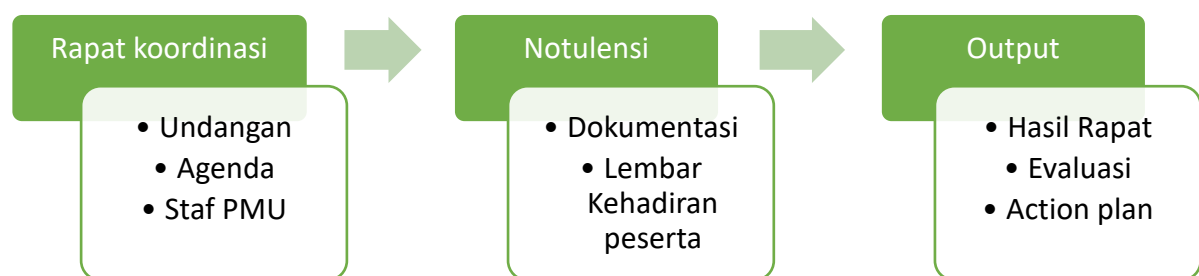 Rapat koordinasi
• Undangan
• Agenda
• Staf PMU
Notulensi
• Dokumentasi
• Lembar
Kehadiran
peserta
Output
• Hasil Rapat
• Evaluasi
• Action plan